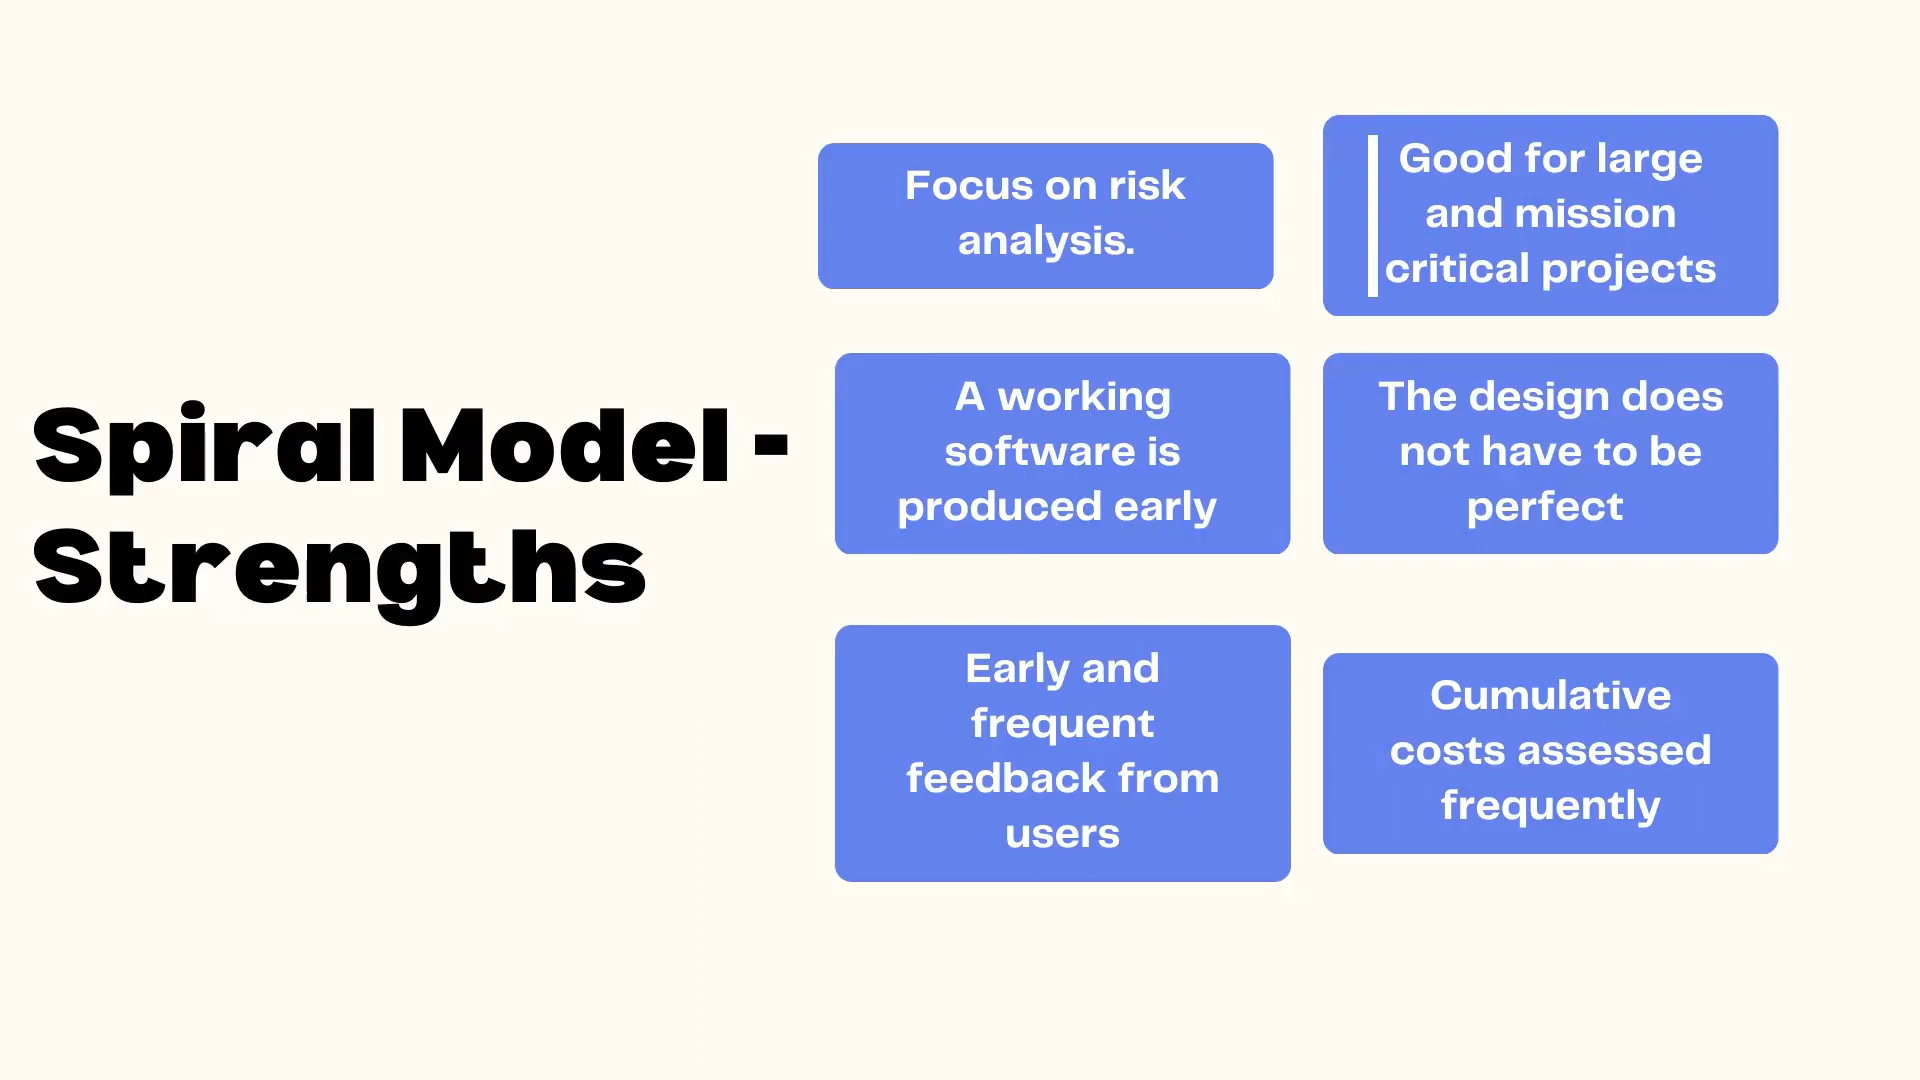 Spiral Model -
Strengths
Focus on risk
analysis.
Good for large
and mission
critical projects
A working
software is
produced early
The design does
not have to be
perfect
Early and
frequent
feedback from
users
Cumulative
costs assessed
frequently